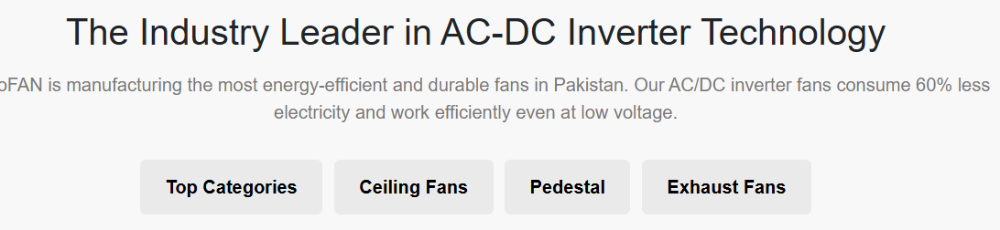 The Industry Leader in AC-DC Inverter Technology
oFAN is manufacturing the most energy-efficient and durable fans in Pakistan. Our AC/DC inverter fans consume 60% less
electricity and work efficiently even at low voltage.
Top Categories Ceiling Fans Pedestal Exhaust Fans